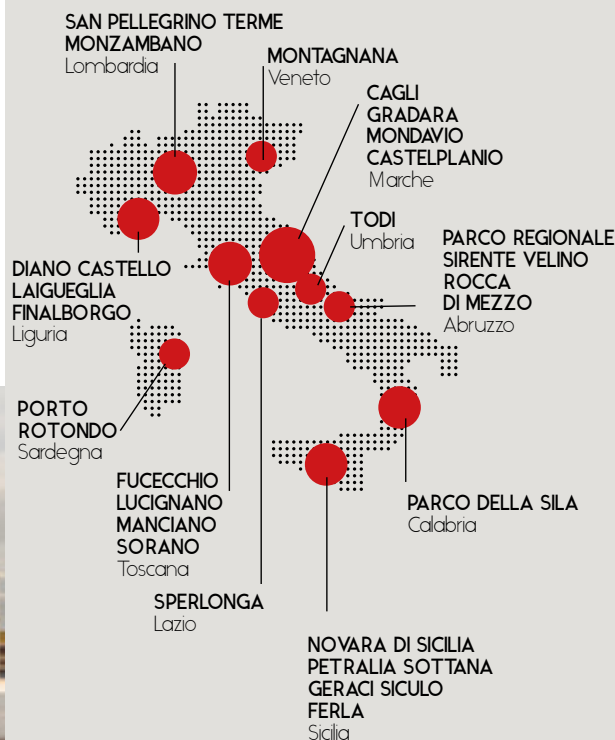 SAN PELLEGRINO TERME
MONZAMBANO
Lombardia
MONTAGNANA
Veneto
CAGLI
GRADARA
MONDAVIO
CASTELPLANIO
Marche
TODI
Umbria
PARCO REGIONALE
SIRENTE VELINO
ROCCA
DI MEZZO
Abruzzo
DIANO CASTELLO
LAIGUEGLIA
FINALBORGO
Liguria
PORTO
ROTONDO
Sardegna
FUCECCHIO
LUCIGNANO
MANCIANO
SORANO
Toscana
PARCO DELLA SILA
Calabria
SPERLONGA
Lazio
NOVARA DI SICILIA
PETRALIA SOTTANA
GERACI SICULO
FERLA
Sicilia